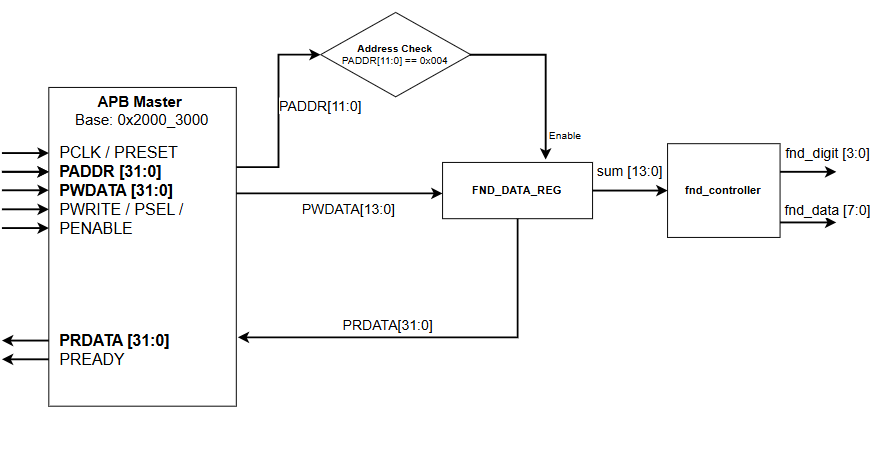 Address Check
PADDR[11:0] == 0x004
APB Master
Base: 0x2000_3000
PADDR[11:0]
Enable
PCLK / PRESET
PADDR [31:0]
PWDATA [31:0]
PWRITE / PSEL /
PENABLE
PWDATA[13:0]
FND_DATA_REG
sum [13:0]
fnd_controller
fnd_digit [3:0]
fnd_data [7:0]
PRDATA[31:0]
PRDATA [31:0]
PREADY